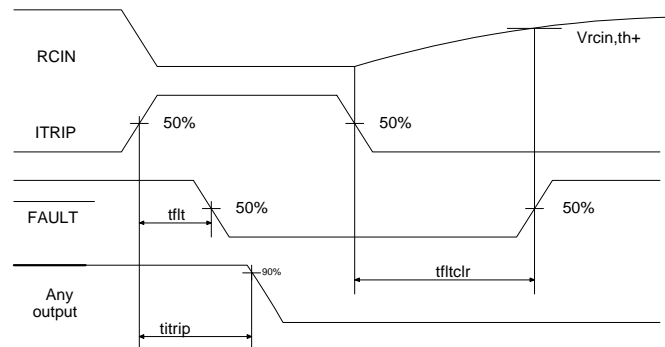 RCIN
Vrcin,th+
ITRIP
50%
50%
FAULT
50%
50%
tflt
tfltclr
Any
output
90%
titrip